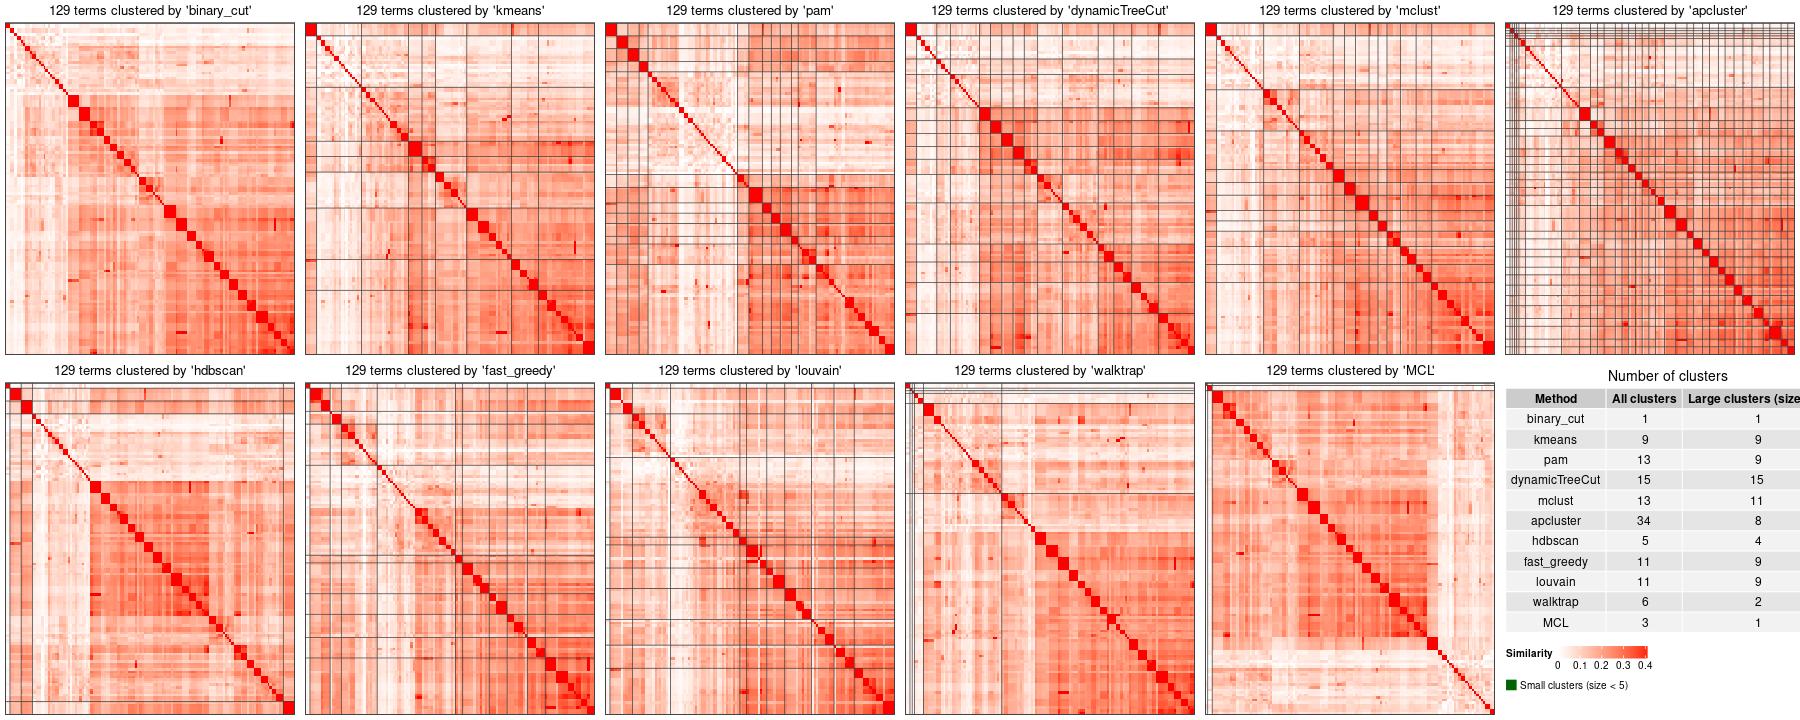 129 terms clustered by 'binary_cut'
129 terms clustered by 'kmeans'
129 terms clustered by 'pam'
129 terms clustered by 'dynamicTreeCut'
129 terms clustered by 'mclust'
129 terms clustered by 'apcluster'
129 terms clustered by 'hdbscan'
129 terms clustered by 'fast_greedy'
129 terms clustered by 'louvain'
129 terms clustered by 'walktrap'
129 terms clustered by 'MCL'
Number of clusters
Method All clusters Large clusters (size
binary_cut 1 1
kmeans 9 9
pam 13 9
dynamicTreeCut 15 15
mclust 13 11
apcluster 34 8
hdbscan 5 4
fast_greedy 11 9
louvain 11 9
walktrap 6 2
MCL 3 1
Similarity
0 0.1 0.2 0.3 0.4
Small clusters (size < 5)